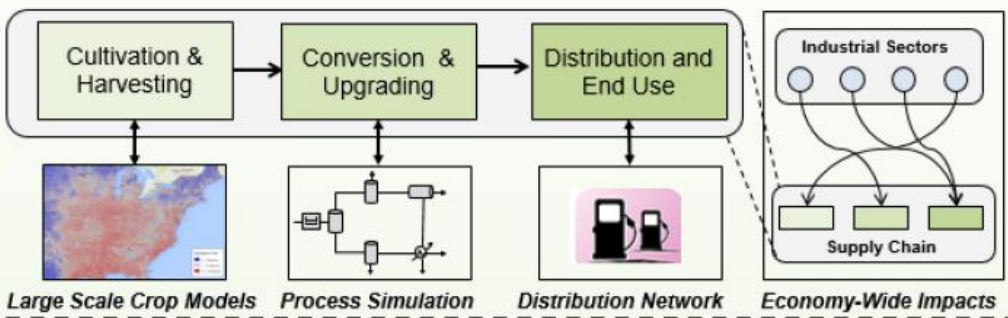 Cultivation &
Harvesting
Conversion &
Upgrading
Distribution and
End Use
Industrial Sectors
Supply Chain
Large Scale Crop Models
Process Simulation
Distribution Network
Economy-Wide Impacts